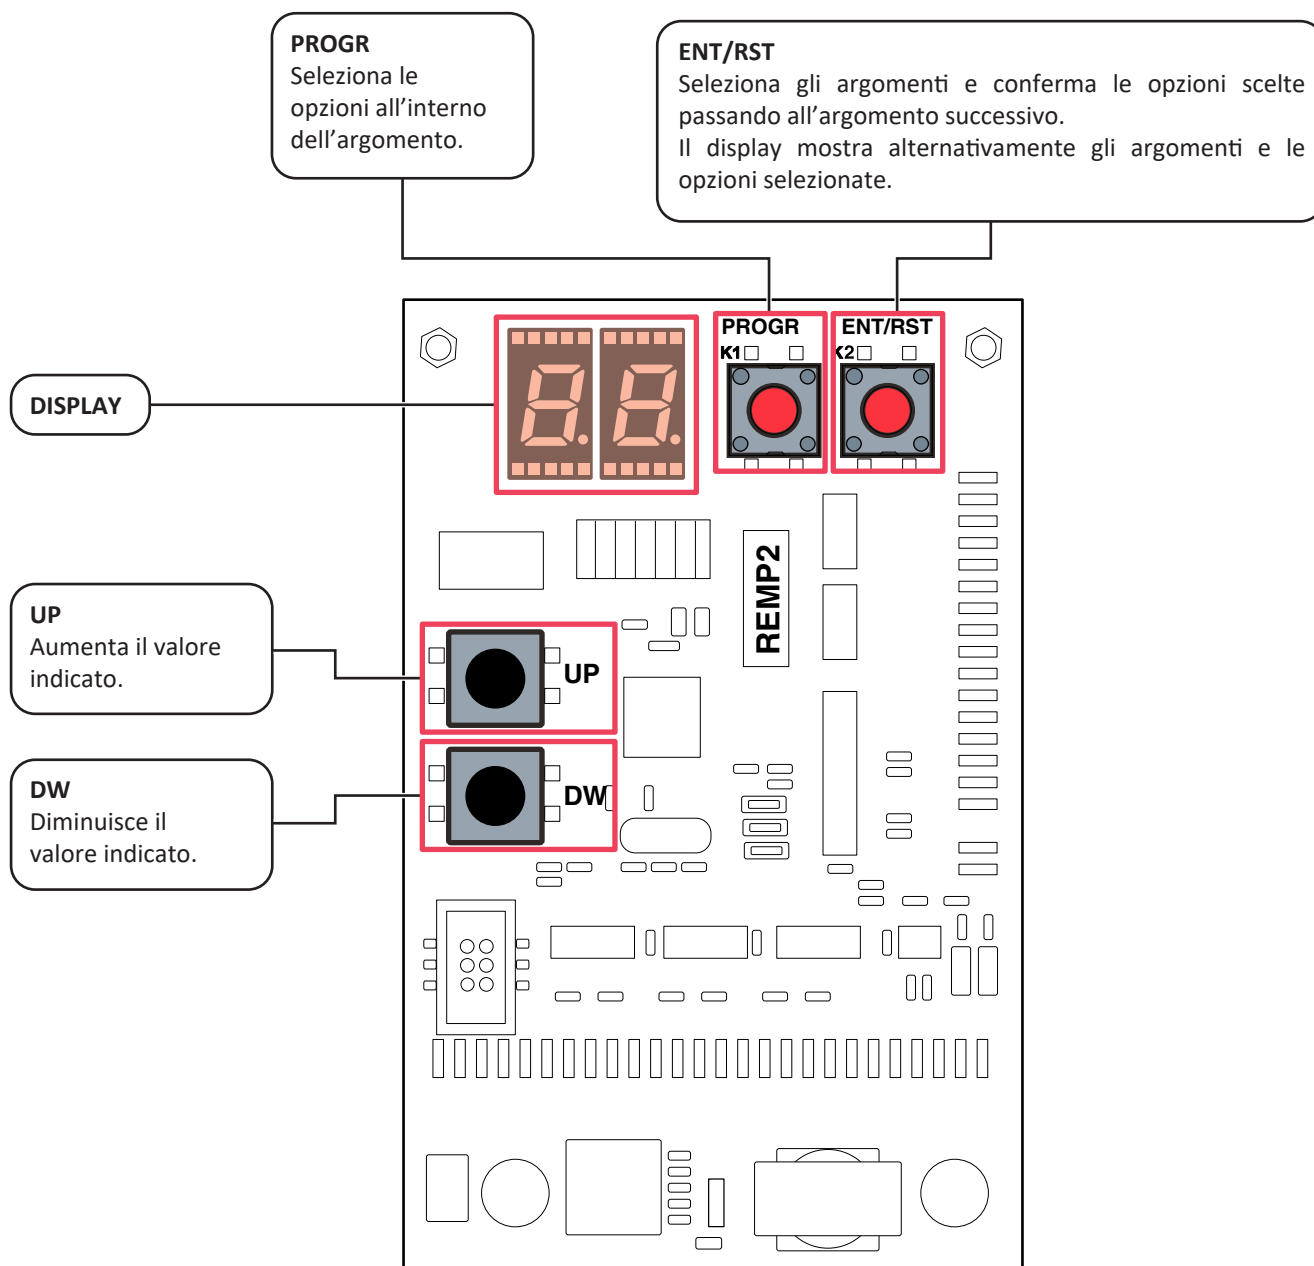 PROGR
Seleziona le
opzioni all’interno
dell’argomento.
ENT/RST
Seleziona gli argomenti e conferma le opzioni scelte
passando all’argomento successivo.
Il display mostra alternativamente gli argomenti e le
opzioni selezionate.
PROGR
ENT/RST
K1
K2
8.8.
DISPLAY
REMP2
UP
Aumenta il valore
indicato.
UP
DW
Diminuisce il
valore indicato.
DW